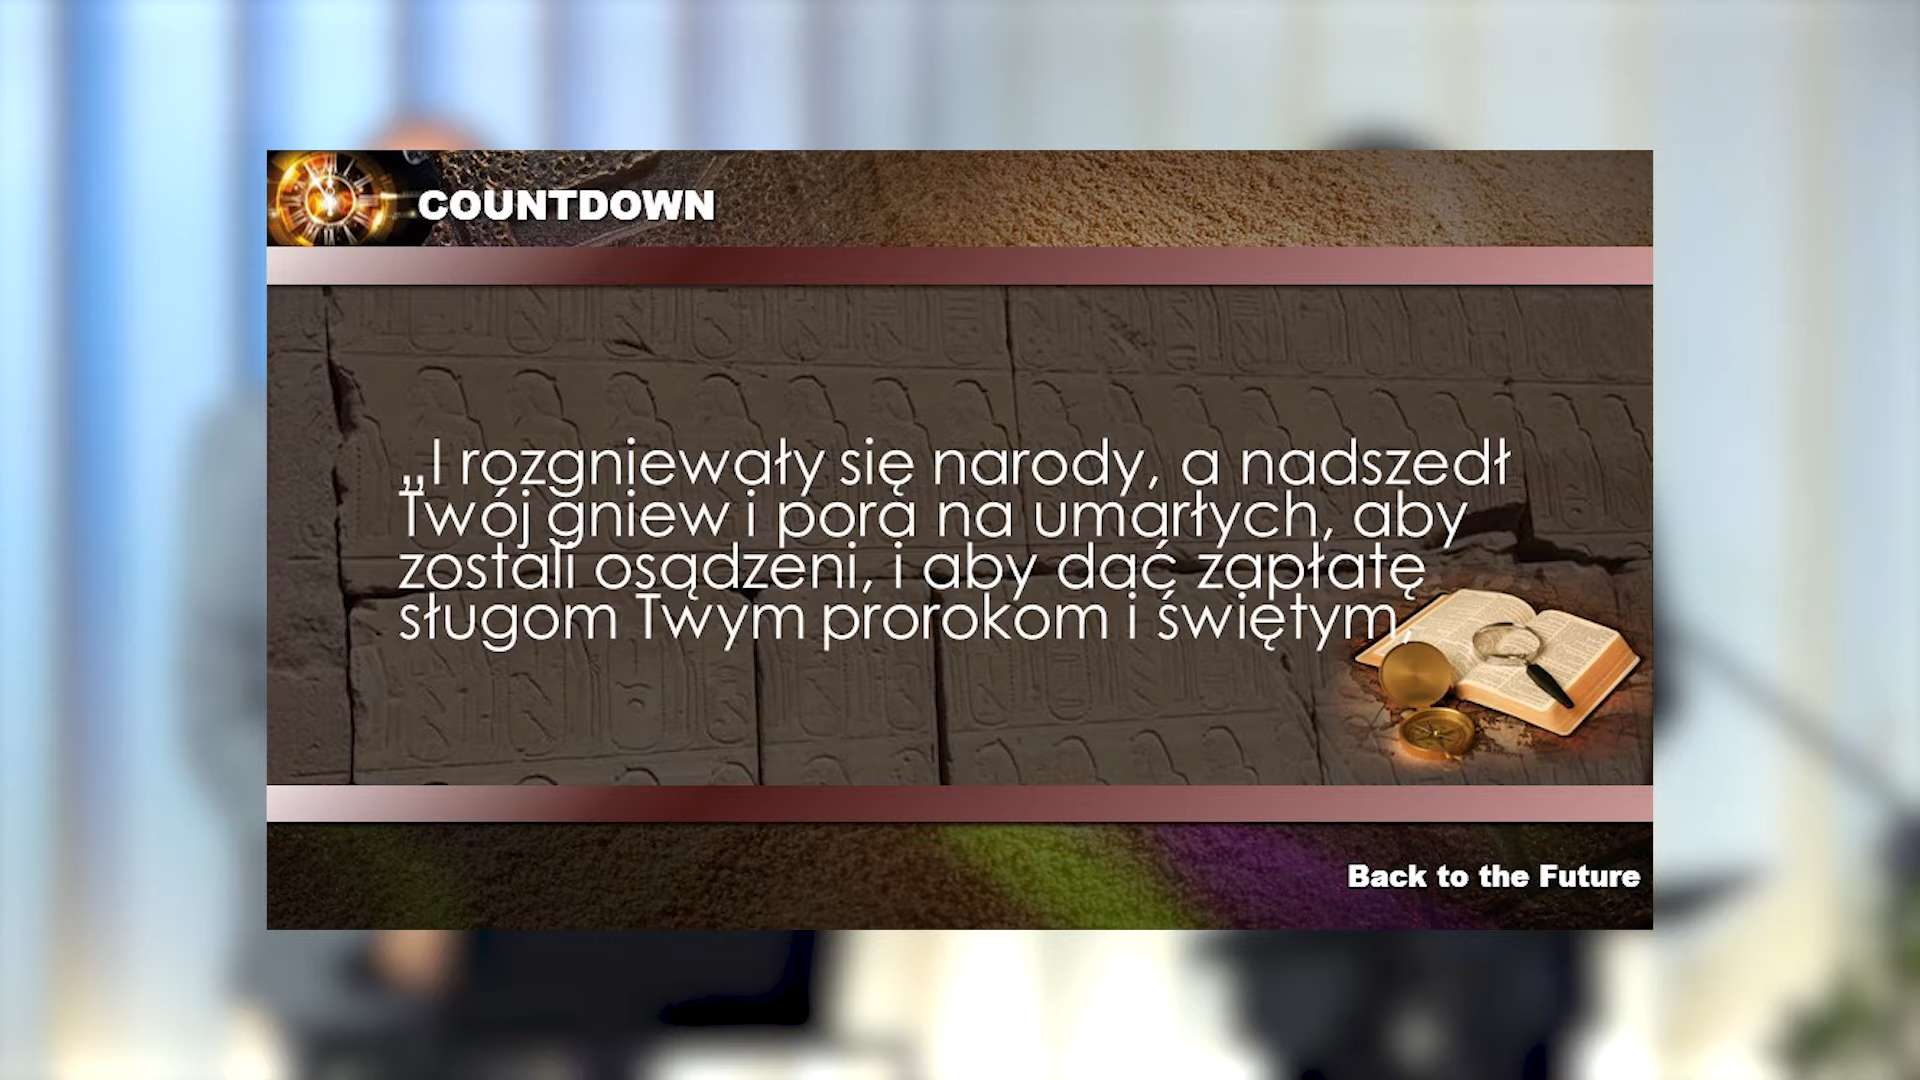 COUNTDOWN
„I rozgniewały się narody, a nadszedł
Twój gniew i pora na umarłych, aby
zostali osądzeni, i aby dać zapłatę
sługom Twym prorokom i świętym,
Back to the Future